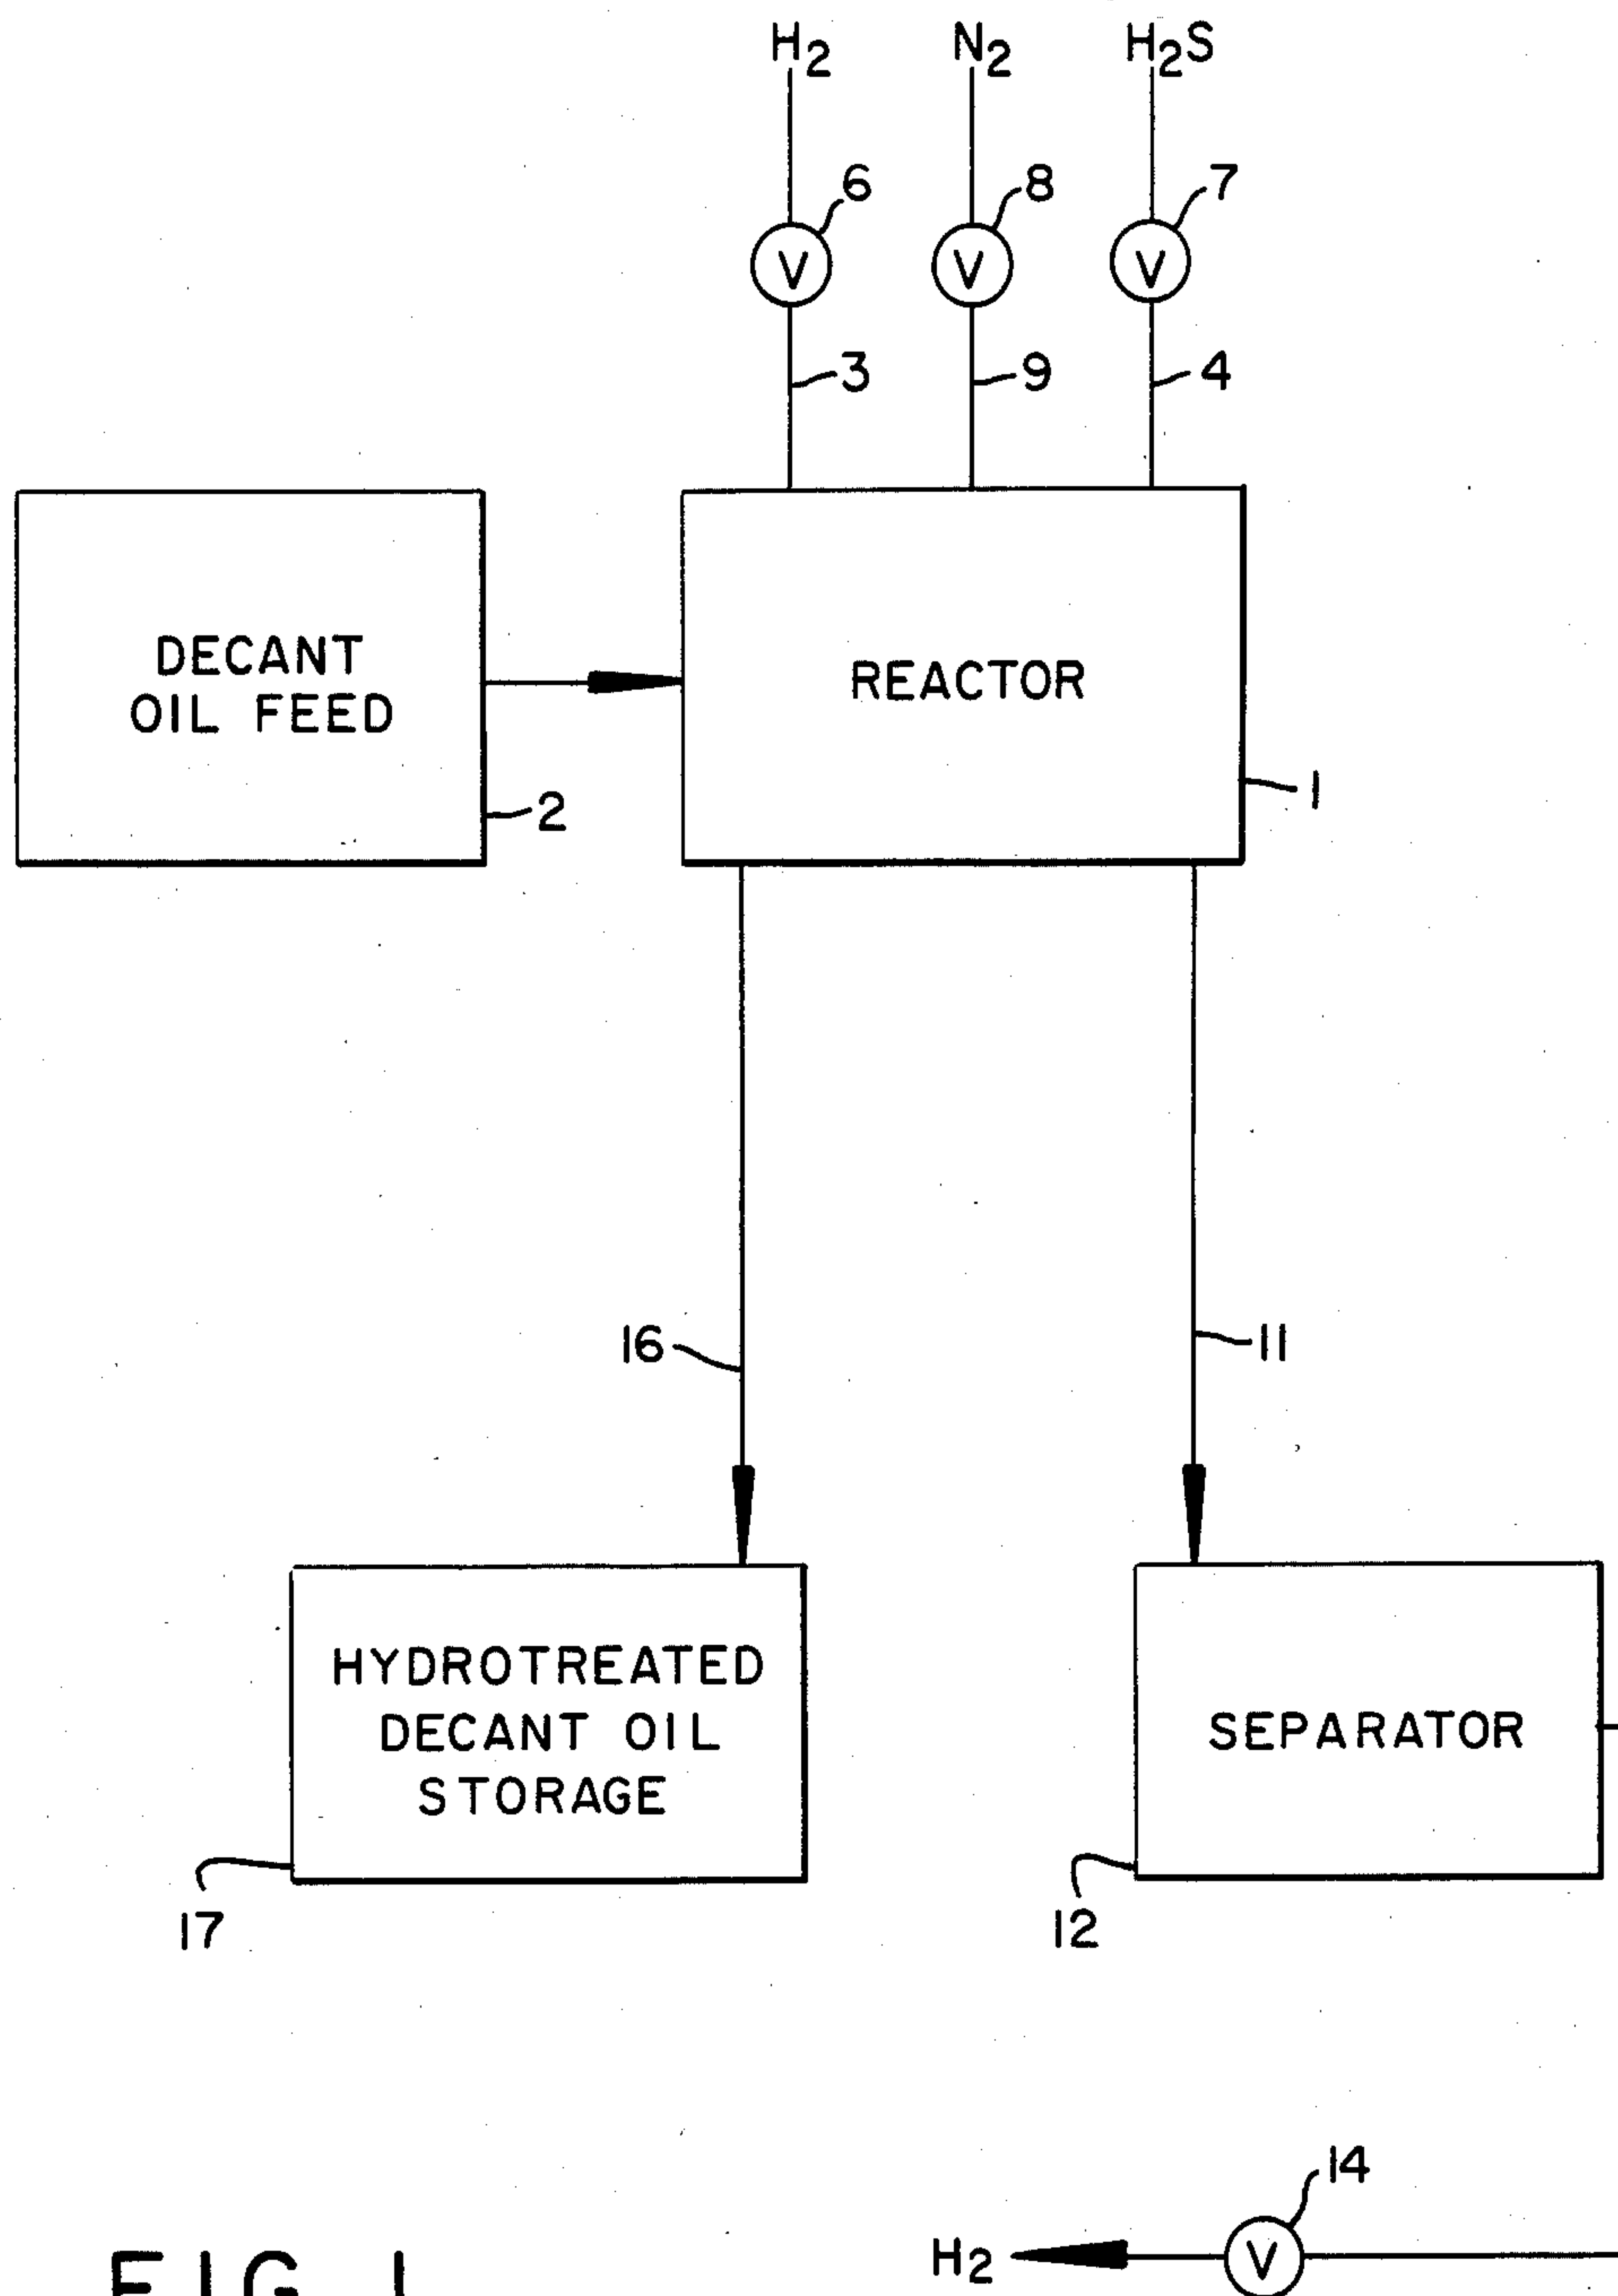 H2 N2 H2S
6 8 7
V V V
3 9 4
DECANT
OIL FEED
REACTOR
2
1
16
11
HYDROTREATED
DECANT OIL
STORAGE
SEPARATOR
17
12
14
H2
V
FIG. 1